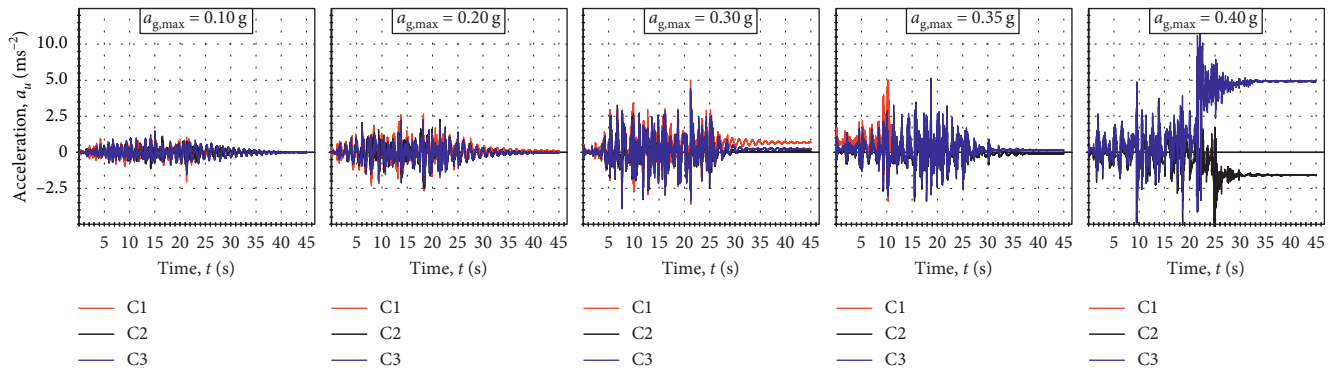 a_g,max = 0.10 g
a_g,max = 0.20 g
a_g,max = 0.30 g
a_g,max = 0.35 g
a_g,max = 0.40 g
Acceleration, a_u (ms⁻²)
10.0
5.0
2.5
0
−2.5
0 5 10 15 20 25 30 35 40 45
0 5 10 15 20 25 30 35 40 45
0 5 10 15 20 25 30 35 40 45
0 5 10 15 20 25 30 35 40 45
0 5 10 15 20 25 30 35 40 45
Time, t (s)
Time, t (s)
Time, t (s)
Time, t (s)
Time, t (s)
C1
C2
C3
C1
C2
C3
C1
C2
C3
C1
C2
C3
C1
C2
C3